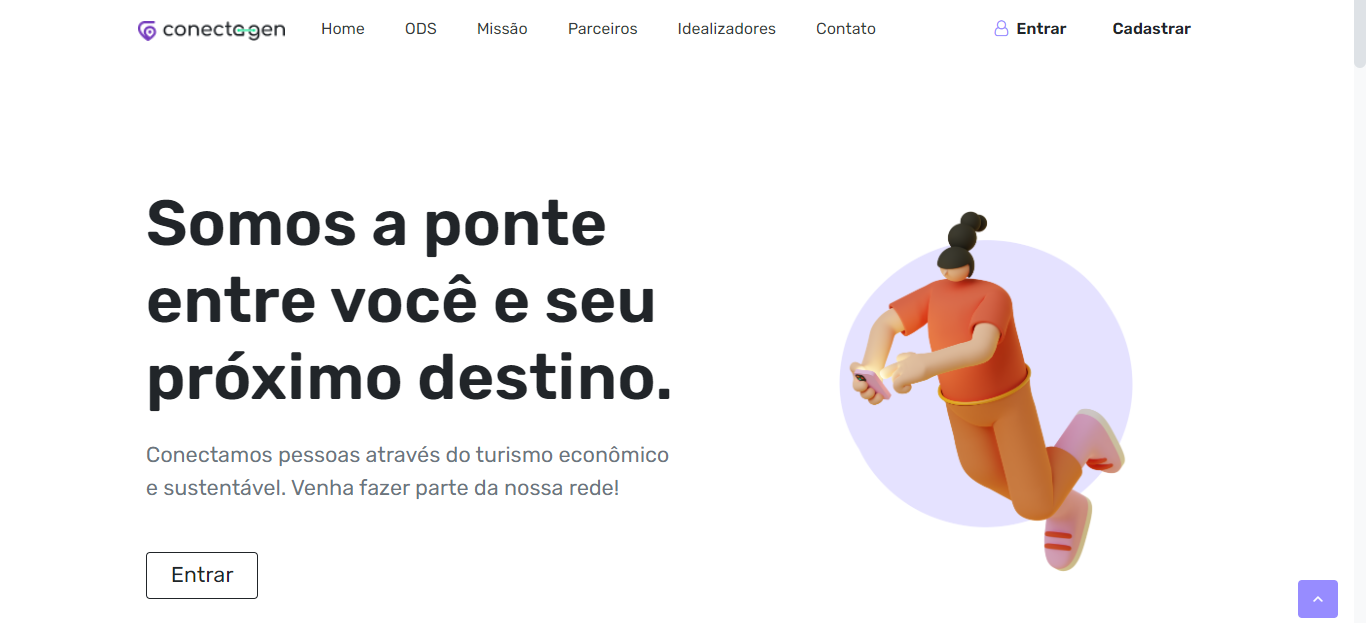 conectagen Home ODS Missão Parceiros Idealizadores Contato Entrar Cadastrar
Somos a ponte
entre você e seu
próximo destino.
Conectamos pessoas através do turismo econômico
e sustentável. Venha fazer parte da nossa rede!
Entrar